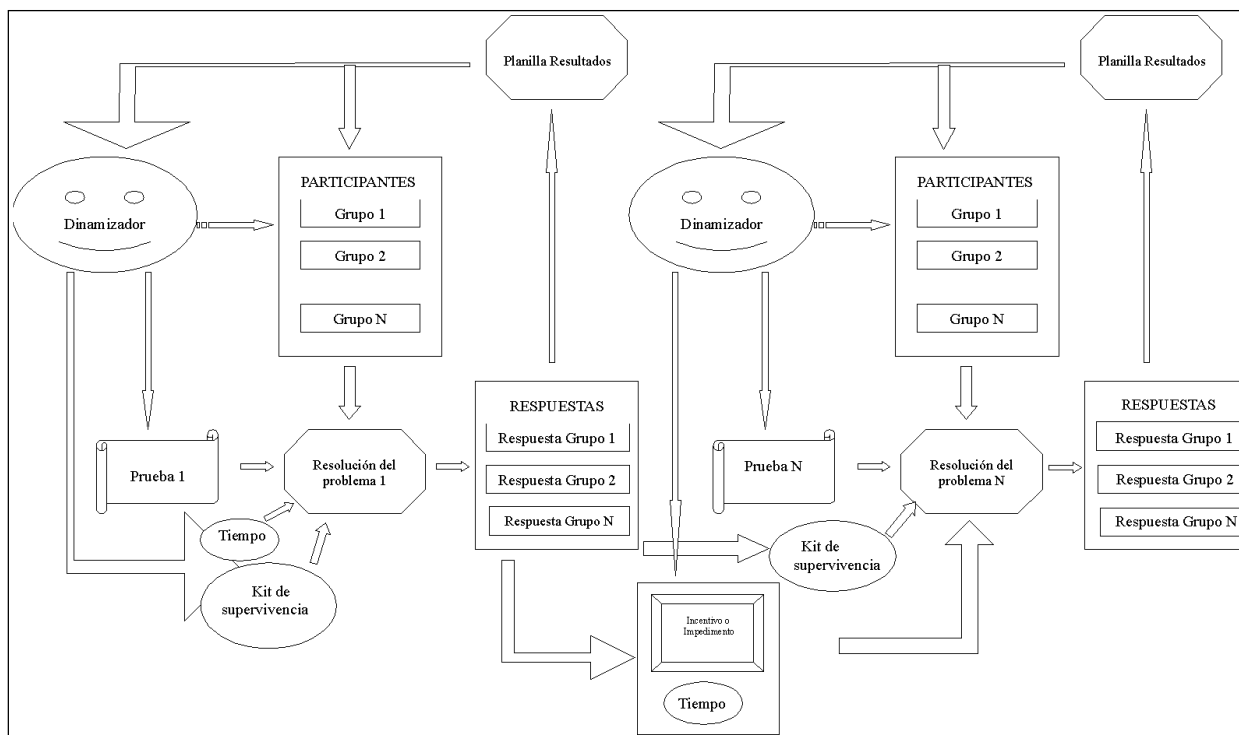 Planilla Resultados
Dinamizador
PARTICIPANTES
Grupo 1
Grupo 2
Grupo N
Prueba 1
Resolución del
problema 1
Tiempo
Kit de
supervivencia
RESPUESTAS
Respuesta Grupo 1
Respuesta Grupo 2
Respuesta Grupo N
Planilla Resultados
Dinamizador
PARTICIPANTES
Grupo 1
Grupo 2
Grupo N
Prueba N
Resolución del
problema N
Kit de
supervivencia
Incentivo o
Impedimento
Tiempo
RESPUESTAS
Respuesta Grupo 1
Respuesta Grupo 2
Respuesta Grupo N